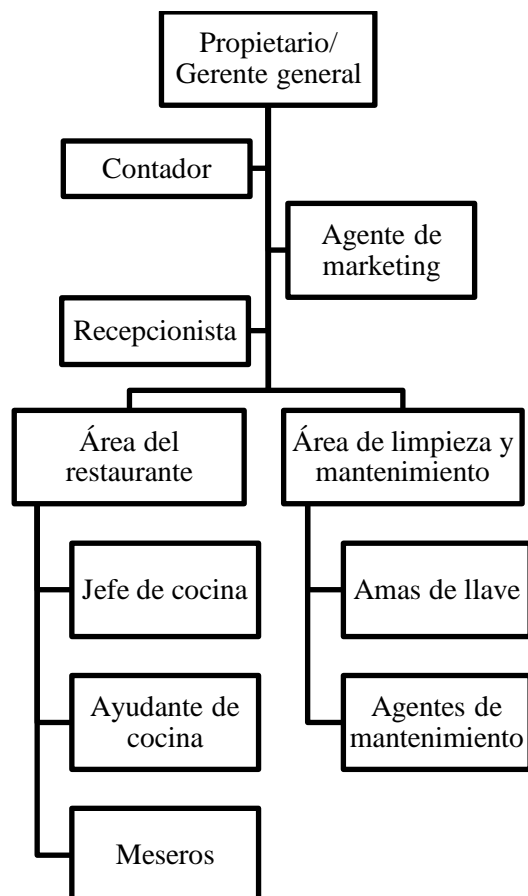 Propietario/
Gerente general
Contador
Agente de
marketing
Recepcionista
Área del
restaurante
Área de limpieza y
mantenimiento
Jefe de cocina
Amas de llave
Ayudante de
cocina
Agentes de
mantenimiento
Meseros